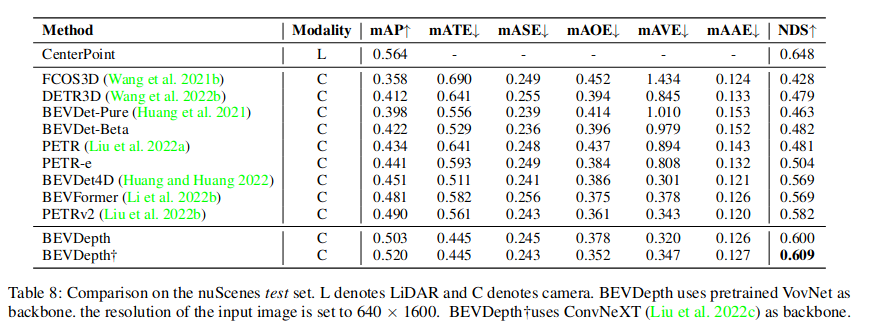 Method Modality mAP↑ mATE↓ mASE↓ mAOE↓ mAVE↓ mAAE↓ NDS↑
CenterPoint L 0.564 - - - - - 0.648
FCOS3D (Wang et al. 2021b) C 0.358 0.690 0.249 0.452 1.434 0.124 0.428
DETR3D (Wang et al. 2022b) C 0.412 0.641 0.255 0.394 0.845 0.133 0.479
BEVDet-Pure (Huang et al. 2021) C 0.398 0.556 0.239 0.414 1.010 0.153 0.463
BEVDet-Beta C 0.422 0.529 0.236 0.396 0.979 0.152 0.482
PETR (Liu et al. 2022a) C 0.434 0.641 0.248 0.437 0.894 0.143 0.481
PETR-e C 0.441 0.593 0.249 0.384 0.808 0.132 0.504
BEVDet4D (Huang and Huang 2022) C 0.451 0.511 0.241 0.386 0.301 0.121 0.569
BEVFormer (Li et al. 2022b) C 0.481 0.582 0.256 0.375 0.378 0.126 0.569
PETRv2 (Liu et al. 2022b) C 0.490 0.561 0.243 0.361 0.343 0.120 0.582
BEVDepth C 0.503 0.445 0.245 0.378 0.320 0.126 0.600
BEVDepth† C 0.520 0.445 0.243 0.352 0.347 0.127 0.609
Table 8: Comparison on the nuScenes test set. L denotes LiDAR and C denotes camera. BEVDepth uses pretrained VovNet as
backbone. the resolution of the input image is set to 640 × 1600. BEVDepth†uses ConvNeXT (Liu et al. 2022c) as backbone.